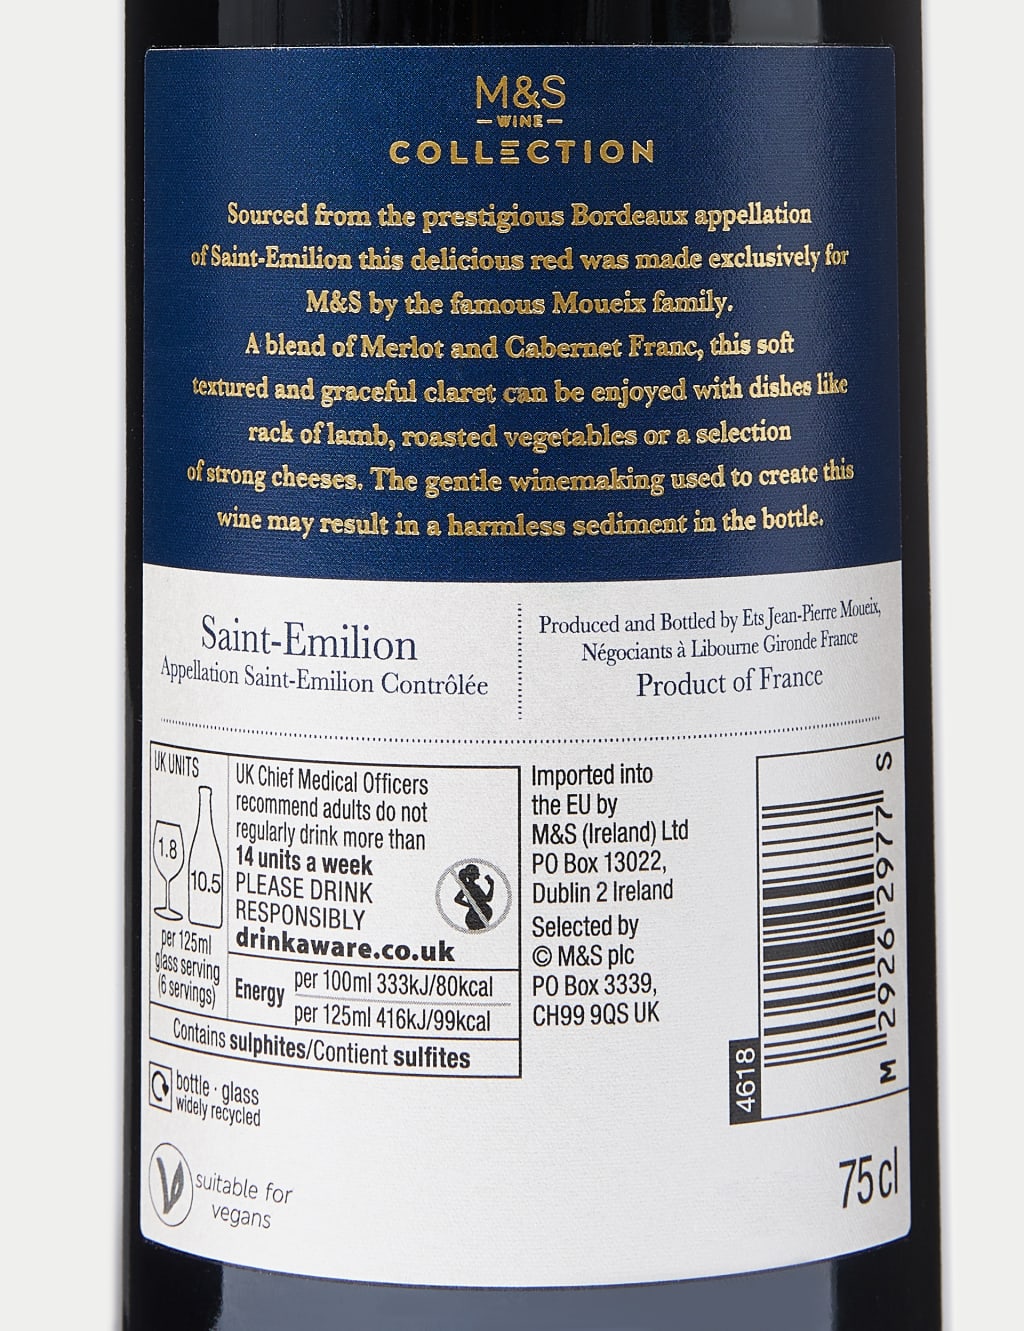 M&S
WINE
COLLECTION
Sourced from the prestigious Bordeaux appellation
of Saint-Emilion this delicious red was made exclusively for
M&S by the famous Moueix family.
A blend of Merlot and Cabernet Franc, this soft
textured and graceful claret can be enjoyed with dishes like
rack of lamb, roasted vegetables or a selection
of strong cheeses. The gentle winemaking used to create this
wine may result in a harmless sediment in the bottle.
Saint-Emilion
Appellation Saint-Emilion Contrôlée
Produced and Bottled by Ets Jean-Pierre Moueix,
Négociants à Libourne Gironde France
Product of France
UK UNITS
1.8
10.5
per 125ml
glass serving
(6 servings)
UK Chief Medical Officers
recommend adults do not
regularly drink more than
14 units a week
PLEASE DRINK
RESPONSIBLY
drinkaware.co.uk
Energy
per 100ml 333kJ/80kcal
per 125ml 416kJ/99kcal
Contains sulphites/Contient sulfites
bottle · glass
widely recycled
suitable for
vegans
Imported into
the EU by
M&S (Ireland) Ltd
PO Box 13022,
Dublin 2 Ireland
Selected by
© M&S plc
PO Box 3339,
CH99 9QS UK
M 2926 2977 S
4618
75cl